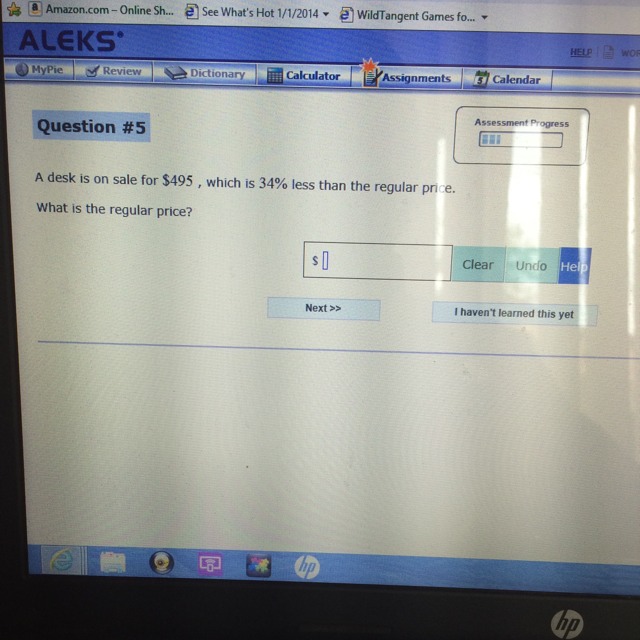 Amazon.com – Online Sh... See What's Hot 1/1/2014 WildTangent Games fo...
ALEKS
HELP
MyPie Review Dictionary Calculator Assignments Calendar
Question #5
Assessment Progress
A desk is on sale for $495 , which is 34% less than the regular price.
What is the regular price?
$ Clear Undo Help
Next >> I haven't learned this yet
hp
hp